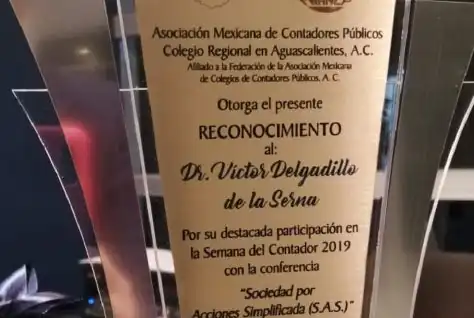 Asociación Mexicana de Contadores Públicos
Colegio Regional en Aguascalientes, A.C.
Afiliado a la Federación de la Asociación Mexicana
de Colegios de Contadores Públicos, A. C.
Otorga el presente
RECONOCIMIENTO
al:
Dr. Víctor Delgadillo
de la Serna
Por su destacada participación en
la Semana del Contador 2019
con la conferencia
"Sociedad por
Acciones Simplificada (S.A.S.)"